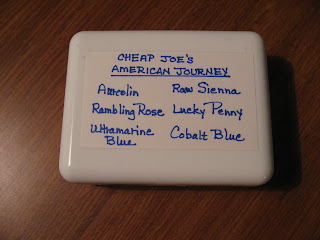 CHEAP JOE'S
AMERICAN JOURNEY
Aureolin Raw Sienna
Rambling Rose Lucky Penny
Ultramarine Cobalt Blue
Blue